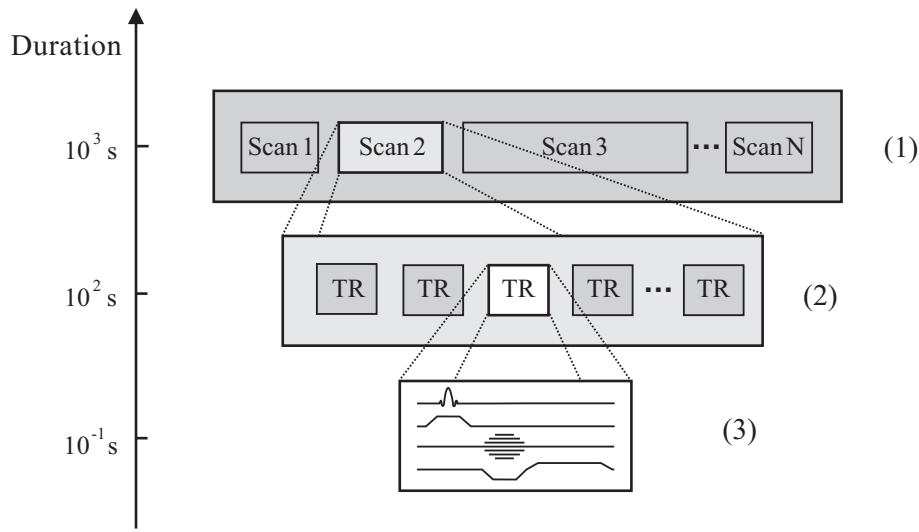 Duration
10³ s
Scan 1 Scan 2 Scan 3 ... Scan N
(1)
10² s
TR TR TR TR ... TR
(2)
10⁻¹ s
(3)